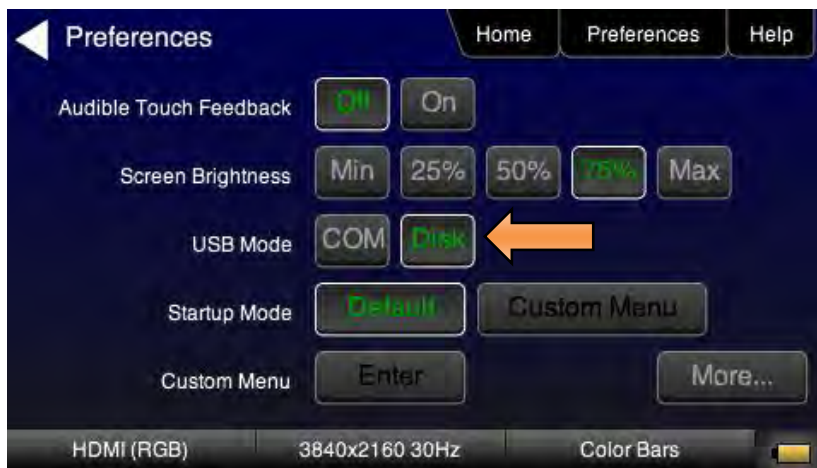 Preferences Home Preferences Help
Audible Touch Feedback Off On
Screen Brightness Min 25% 50% 75% Max
USB Mode COM Disk
Startup Mode Default Custom Menu
Custom Menu Enter More...
HDMI (RGB) 3840x2160 30Hz Color Bars